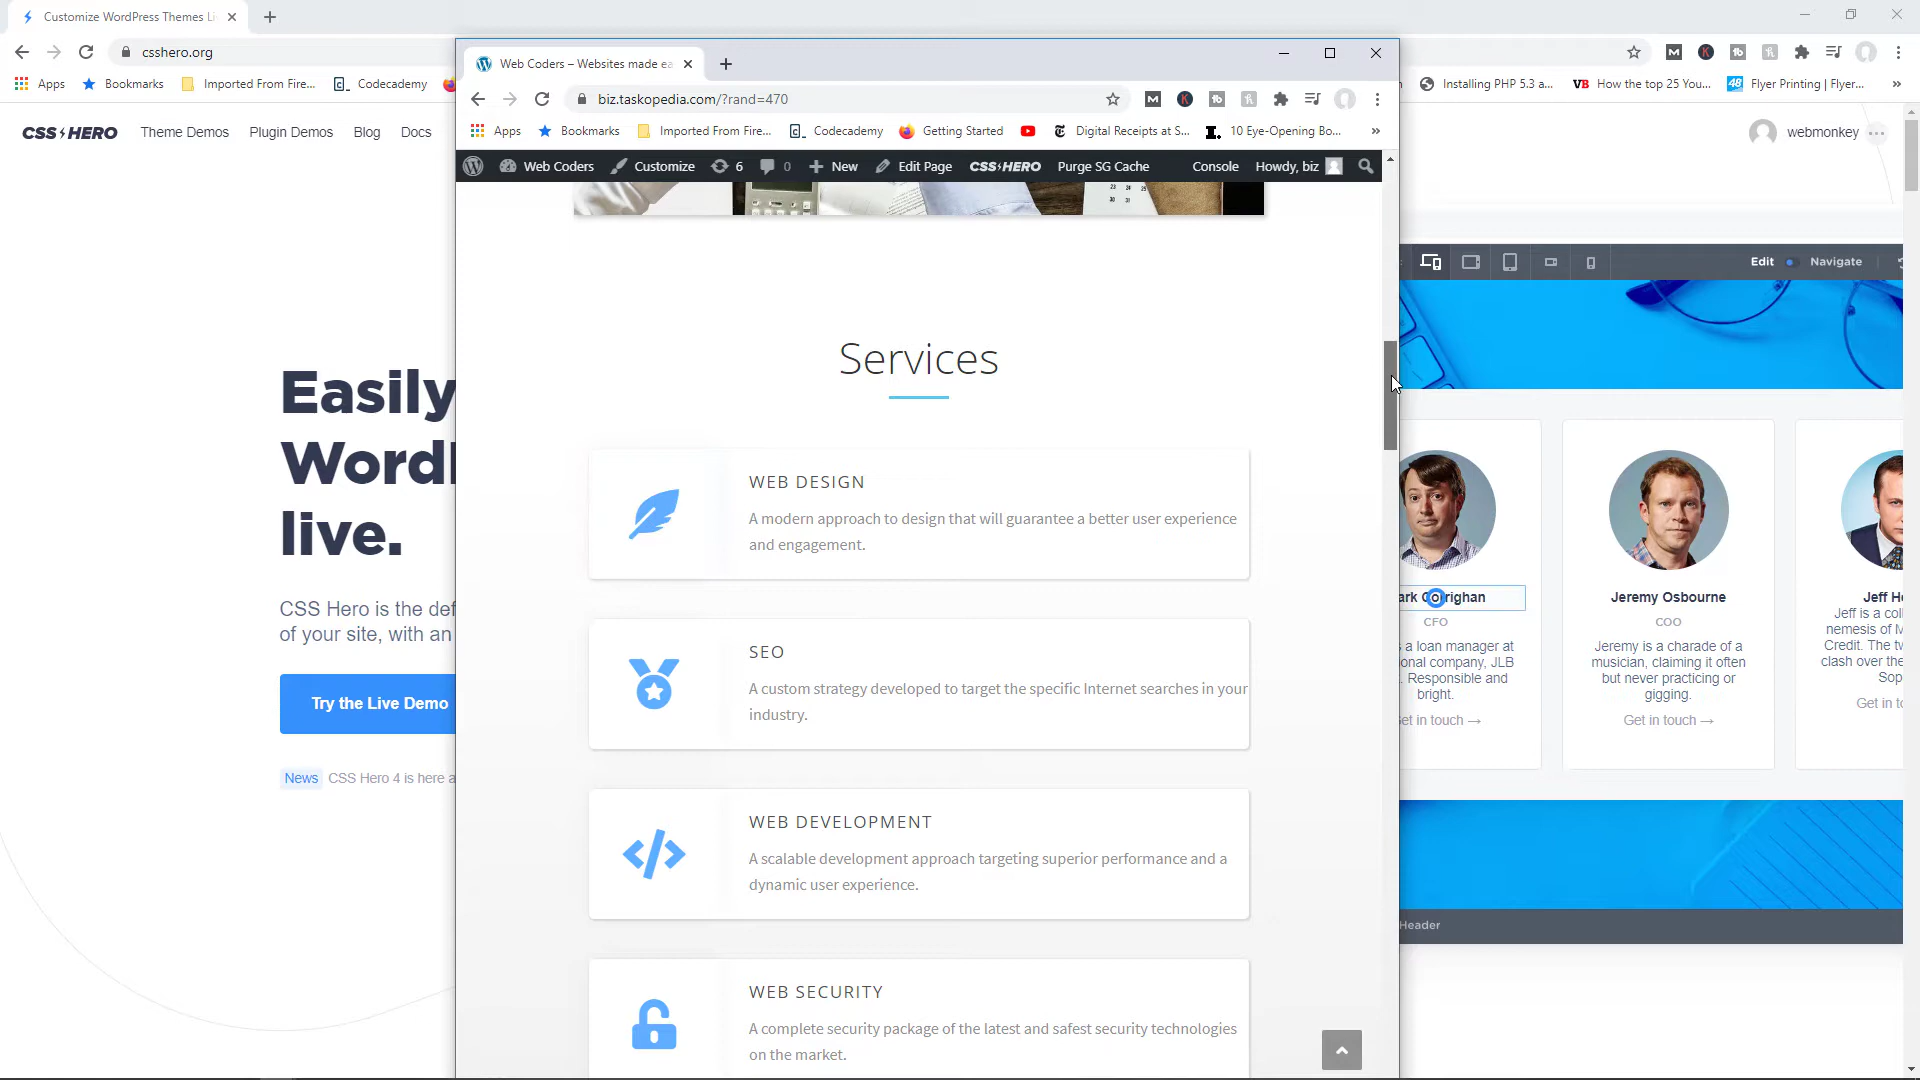 Customize WordPress Themes Li
csshero.org
Apps
Bookmarks
Imported From Fire...
Codecademy
Installing PHP 5.3 a...
How the top 25 You...
Flyer Printing | Flyer...
»
CSS HERO
Theme Demos
Plugin Demos
Blog
Docs
webmonkey
Easily
Word
live.
CSS Hero is the def
of your site, with an
Try the Live Demo
News CSS Hero 4 is here a
Web Coders – Websites made ea
biz.taskopedia.com/?rand=470
Apps
Bookmarks
Imported From Fire...
Codecademy
Getting Started
Digital Receipts at S...
10 Eye-Opening Bo...
»
Web Coders
Customize
6
0
New
Edit Page
CSS HERO
Purge SG Cache
Console
Howdy, biz
Services
WEB DESIGN
A modern approach to design that will guarantee a better user experience
and engagement.
SEO
A custom strategy developed to target the specific Internet searches in your
industry.
WEB DEVELOPMENT
A scalable development approach targeting superior performance and a
dynamic user experience.
WEB SECURITY
A complete security package of the latest and safest security technologies
on the market.
Edit
Navigate
ark Corrighan
CFO
a loan manager at
onal company, JLB
Responsible and
bright.
et in touch →
Jeremy Osbourne
COO
Jeremy is a charade of a
musician, claiming it often
but never practicing or
gigging.
Get in touch →
Jeff He
Jeff is a coll
nemesis of M
Credit. The tw
clash over the
Sop
Get in to
Header